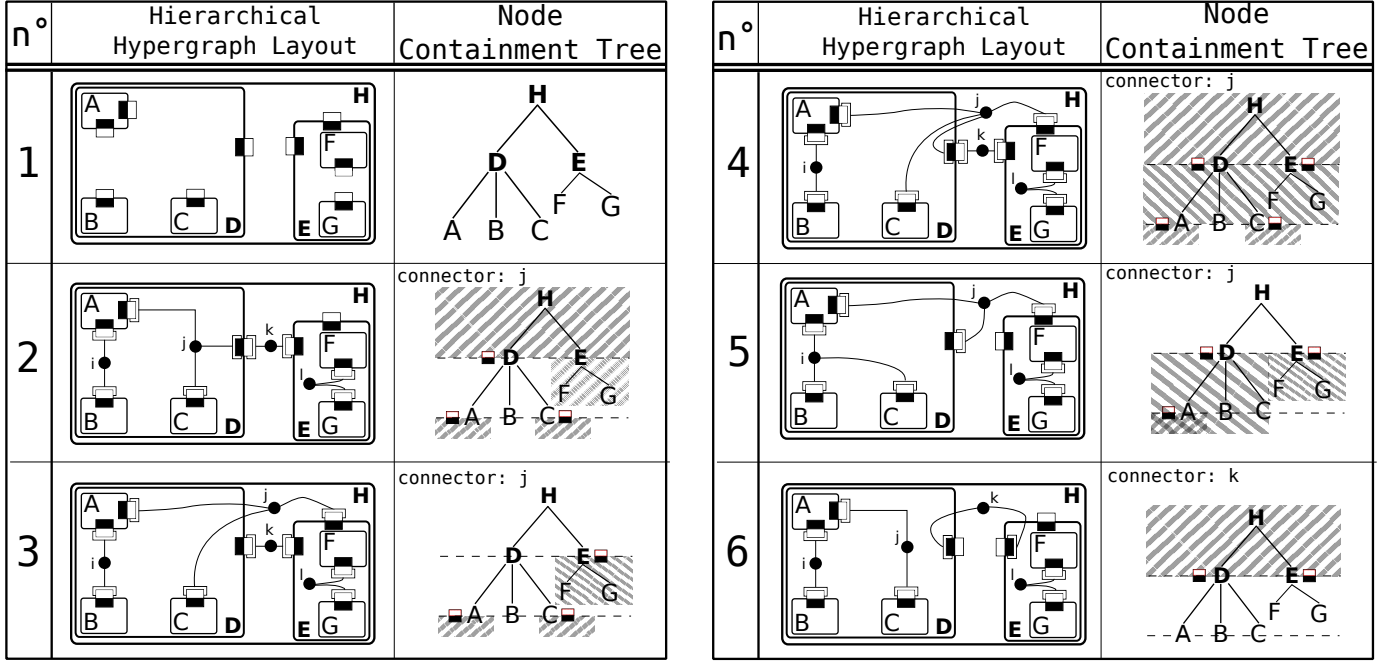 n° Hierarchical Hypergraph Layout Node Containment Tree
1
A
H
F
B
C
D
E
G
H
D E
F G
A B C
2
A
H
F
j
k
i
l
B
C
D
E
G
connector: j
H
D E
F G
A B C
3
A
j
H
k
F
i
l
B
C
D
E
G
connector: j
H
D E
F G
A B C
n° Hierarchical Hypergraph Layout Node Containment Tree
4
A
j
H
k
F
i
l
B
C
D
E
G
connector: j
H
D E
F G
A B C
5
A
j
H
F
i
l
B
C
D
E
G
connector: j
H
D E
F G
A B C
6
A
k
H
F
j
i
l
B
C
D
E
G
connector: k
H
D E
F G
A B C